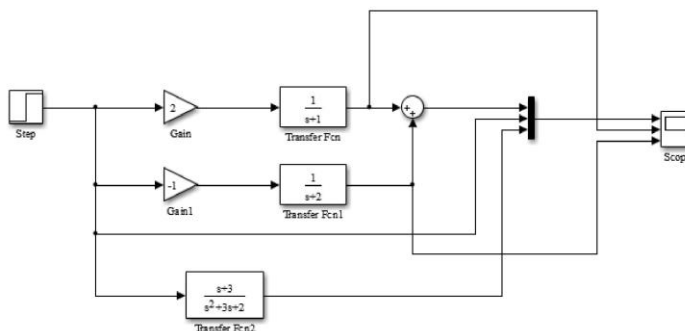 2
1
s+1
+
+
Step
Gain
Transfer Fcn
-1
1
s+2
Scop
Gain1
Transfer Fcn1
s+3
s²+3s+2
Transfer Fcn2